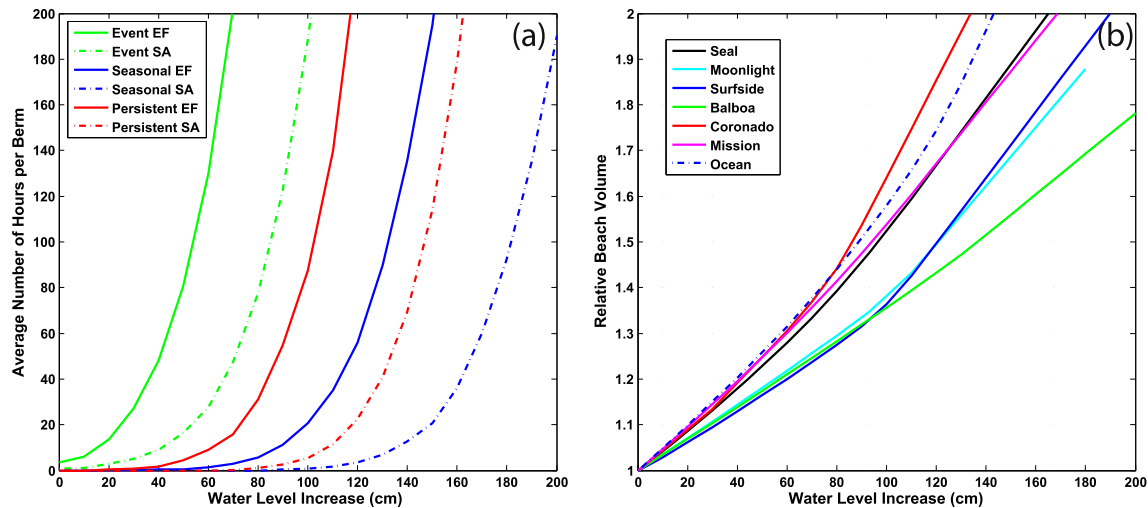 (a)
Event EF
Event SA
Seasonal EF
Seasonal SA
Persistent EF
Persistent SA
Average Number of Hours per Berm
200
180
160
140
120
100
80
60
40
20
0
0 20 40 60 80 100 120 140 160 180 200
Water Level Increase (cm)
(b)
Seal
Moonlight
Surfside
Balboa
Coronado
Mission
Ocean
Relative Beach Volume
2
1.9
1.8
1.7
1.6
1.5
1.4
1.3
1.2
1.1
1
0 20 40 60 80 100 120 140 160 180 200
Water Level Increase (cm)